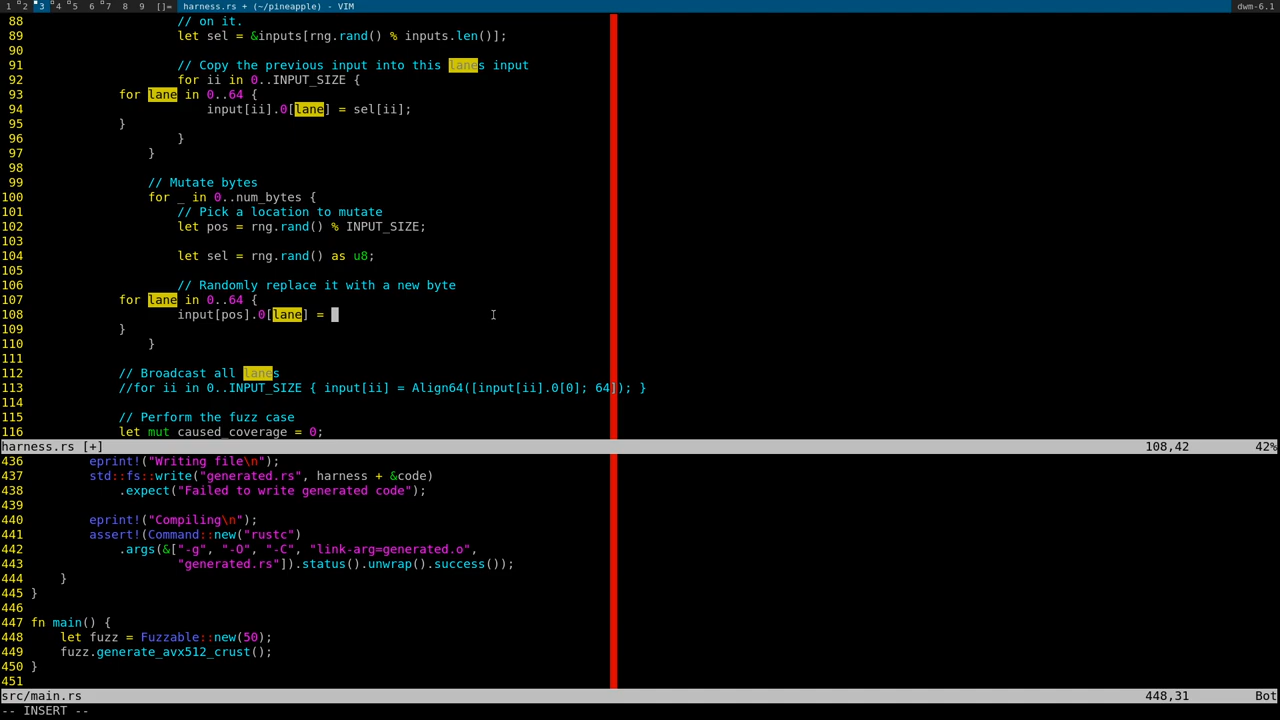 1 2 3 4 5 6 7 8 9 []= harness.rs + (~/pineapple) - VIM dwm-6.1
88 // on it.
89 let sel = &inputs[rng.rand() % inputs.len()];
90
91 // Copy the previous input into this lanes input
92 for ii in 0..INPUT_SIZE {
93 for lane in 0..64 {
94 input[ii].0[lane] = sel[ii];
95 }
96 }
97 }
98
99 // Mutate bytes
100 for _ in 0..num_bytes {
101 // Pick a location to mutate
102 let pos = rng.rand() % INPUT_SIZE;
103
104 let sel = rng.rand() as u8;
105
106 // Randomly replace it with a new byte
107 for lane in 0..64 {
108 input[pos].0[lane] =
109 }
110 }
111
112 // Broadcast all lanes
113 //for ii in 0..INPUT_SIZE { input[ii] = Align64([input[ii].0[0]; 64]); }
114
115 // Perform the fuzz case
116 let mut caused_coverage = 0;
harness.rs [+] 108,42 42%
436 eprint!("Writing file\n");
437 std::fs::write("generated.rs", harness + &code)
438 .expect("Failed to write generated code");
439
440 eprint!("Compiling\n");
441 assert!(Command::new("rustc")
442 .args(&["-g", "-O", "-C", "link-arg=generated.o",
443 "generated.rs"]).status().unwrap().success());
444 }
445 }
446
447 fn main() {
448 let fuzz = Fuzzable::new(50);
449 fuzz.generate_avx512_crust();
450 }
451
src/main.rs 448,31 Bot
-- INSERT --